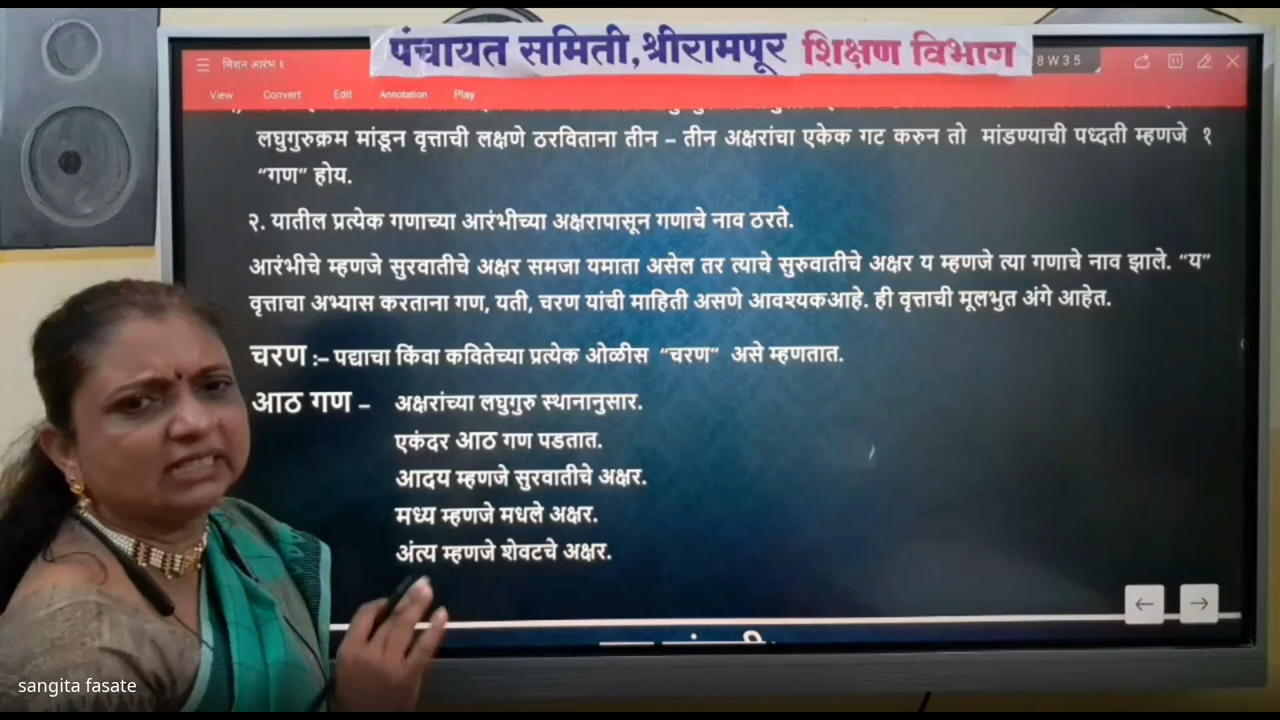 पंचायत समिती,श्रीरामपूर शिक्षण विभाग
मिशन आरंभ १
8W35
View Convert Edit Annotation Play
लघुगुरुक्रम मांडून वृत्ताची लक्षणे ठरविताना तीन – तीन अक्षरांचा एकेक गट करुन तो मांडण्याची पध्दती म्हणजे १
“गण” होय.
२. यातील प्रत्येक गणाच्या आरंभीच्या अक्षरापासून गणाचे नाव ठरते.
आरंभीचे म्हणजे सुरवातीचे अक्षर समजा यमाता असेल तर त्याचे सुरुवातीचे अक्षर य म्हणजे त्या गणाचे नाव झाले. “य”
वृत्ताचा अभ्यास करताना गण, यती, चरण यांची माहिती असणे आवश्यकआहे. ही वृत्ताची मूलभुत अंगे आहेत.
चरण :– पद्याचा किंवा कवितेच्या प्रत्येक ओळीस “चरण” असे म्हणतात.
आठ गण – अक्षरांच्या लघुगुरु स्थानानुसार.
एकंदर आठ गण पडतात.
आदय म्हणजे सुरवातीचे अक्षर.
मध्य म्हणजे मधले अक्षर.
अंत्य म्हणजे शेवटचे अक्षर.
sangita fasate